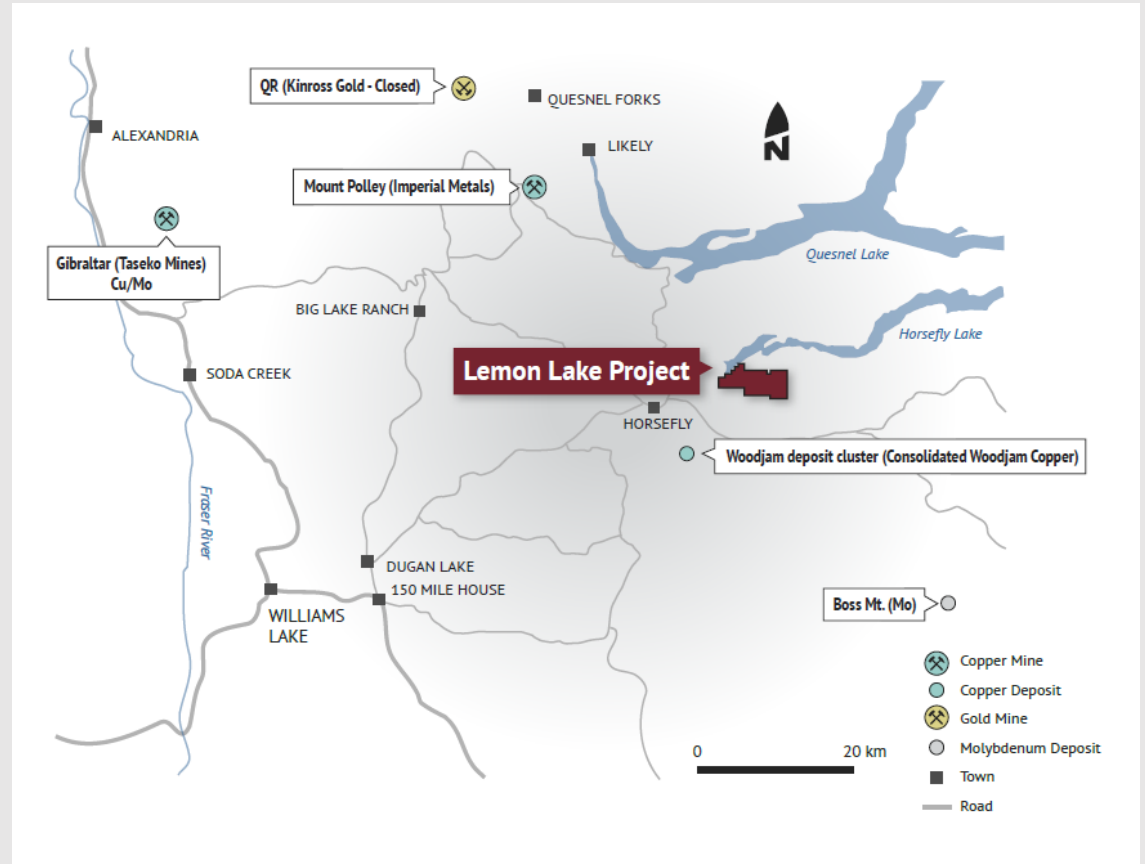 QR (Kinross Gold - Closed)
QUESNEL FORKS
ALEXANDRIA
LIKELY
N
Mount Polley (Imperial Metals)
Gibraltar (Taseko Mines)
Cu/Mo
Quesnel Lake
BIG LAKE RANCH
Horsefly Lake
Lemon Lake Project
SODA CREEK
HORSEFLY
Woodjam deposit cluster (Consolidated Woodjam Copper)
Fraser River
DUGAN LAKE
150 MILE HOUSE
WILLIAMS
LAKE
Boss Mt. (Mo)
Copper Mine
Copper Deposit
Gold Mine
Molybdenum Deposit
Town
Road
0 20 km